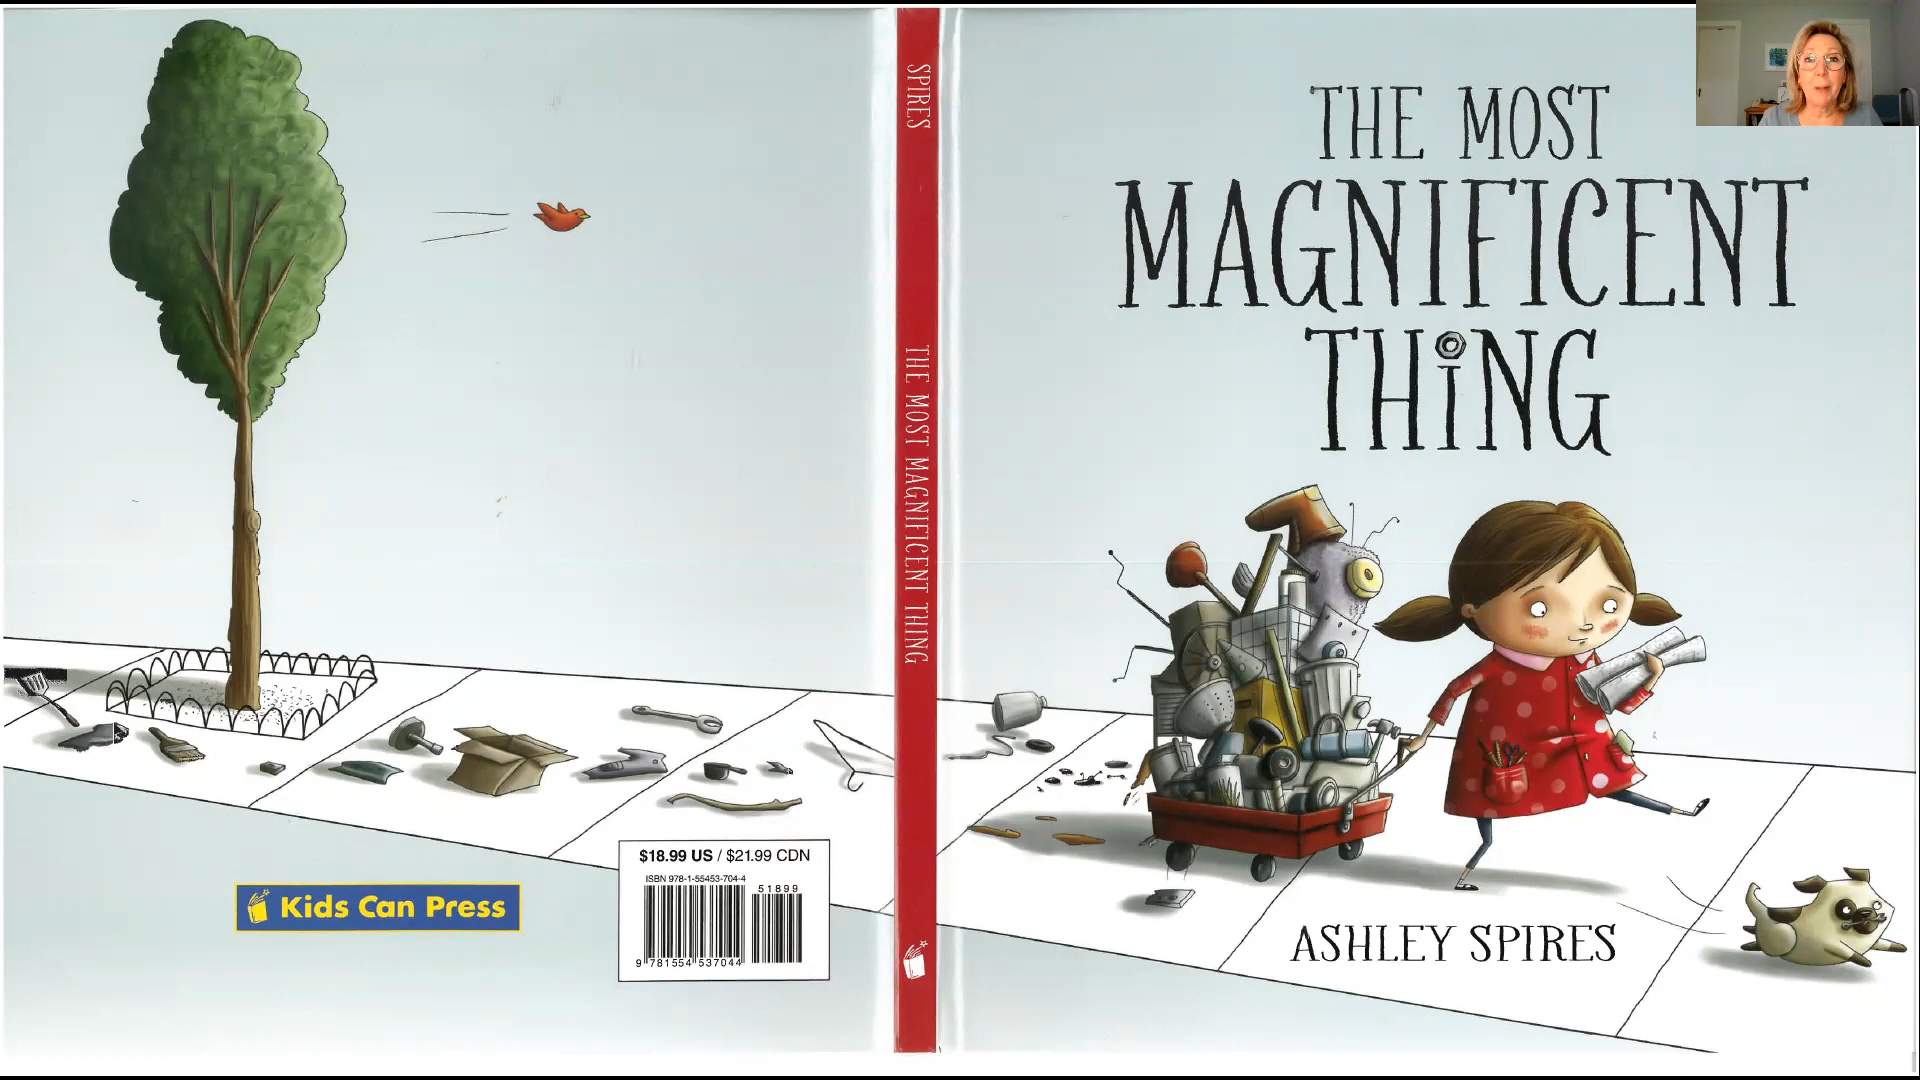 Kids Can Press
$18.99 US / $21.99 CDN
ISBN 978-1-55453-704-4
51899
9 781554 537044
SPIRES
THE MOST MAGNIFICENT THING
THE MOST
MAGNIFICENT
THiNG
ASHLEY SPIRES